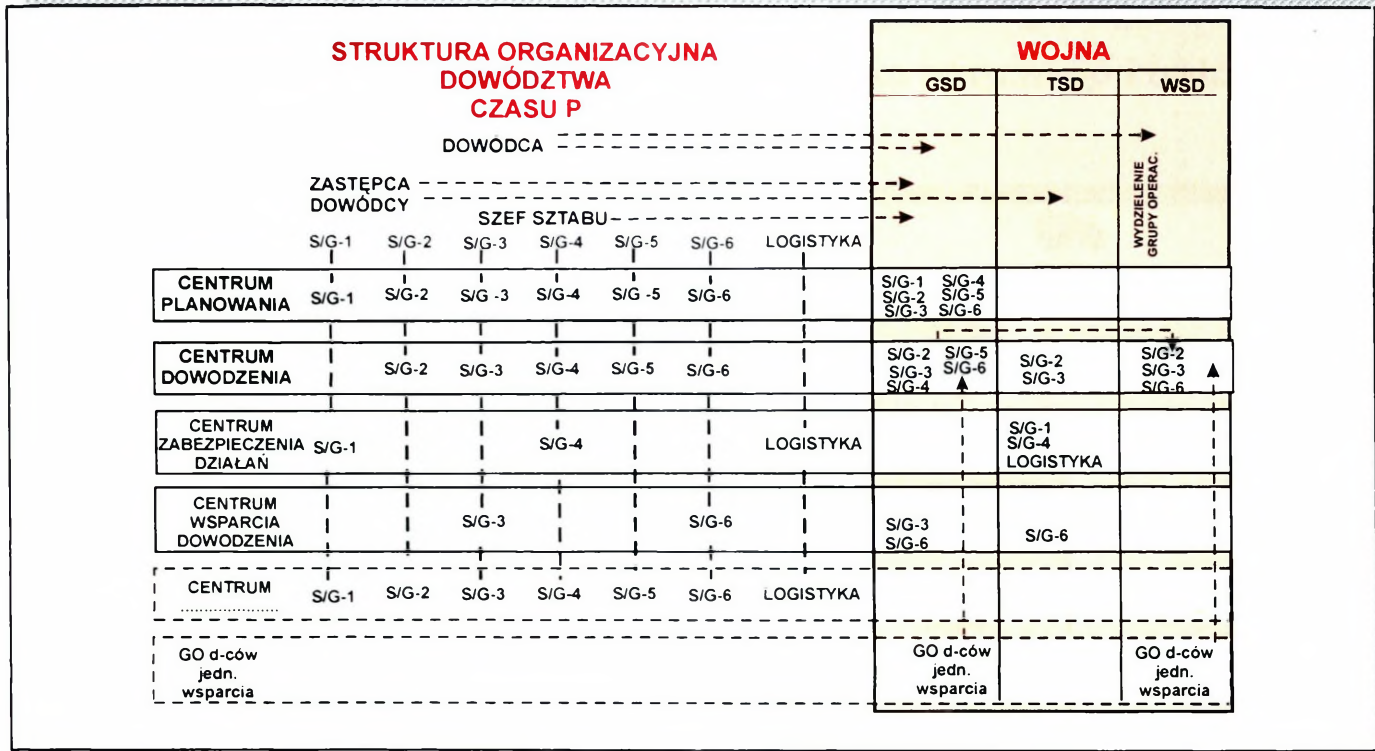 STRUKTURA ORGANIZACYJNA
DOWÓDZTWA
CZASU P
WOJNA
GSD TSD WSD
DOWÓDCA
ZASTĘPCA
DOWÓDCY
SZEF SZTABU
WYDZIELENIE
GRUPY OPERAC.
S/G-1 S/G-2 S/G-3 S/G-4 S/G-5 S/G-6 LOGISTYKA
CENTRUM
PLANOWANIA
S/G-1 S/G-2 S/G -3 S/G-4 S/G -5 S/G-6
S/G-1 S/G-4
S/G-2 S/G-5
S/G-3 S/G-6
CENTRUM
DOWODZENIA
S/G-2 S/G-3 S/G-4 S/G-5 S/G-6
S/G-2 S/G-5
S/G-3 S/G-6
S/G-4
S/G-2
S/G-3
S/G-2
S/G-3
S/G-6
CENTRUM
ZABEZPIECZENIA
DZIAŁAŃ
S/G-1 S/G-4 LOGISTYKA
S/G-1
S/G-4
LOGISTYKA
CENTRUM
WSPARCIA
DOWODZENIA
S/G-3 S/G-6
S/G-3
S/G-6
S/G-6
CENTRUM
.....................
S/G-1 S/G-2 S/G-3 S/G-4 S/G-5 S/G-6 LOGISTYKA
GO d-ców
jedn.
wsparcia
GO d-ców
jedn.
wsparcia
GO d-ców
jedn.
wsparcia